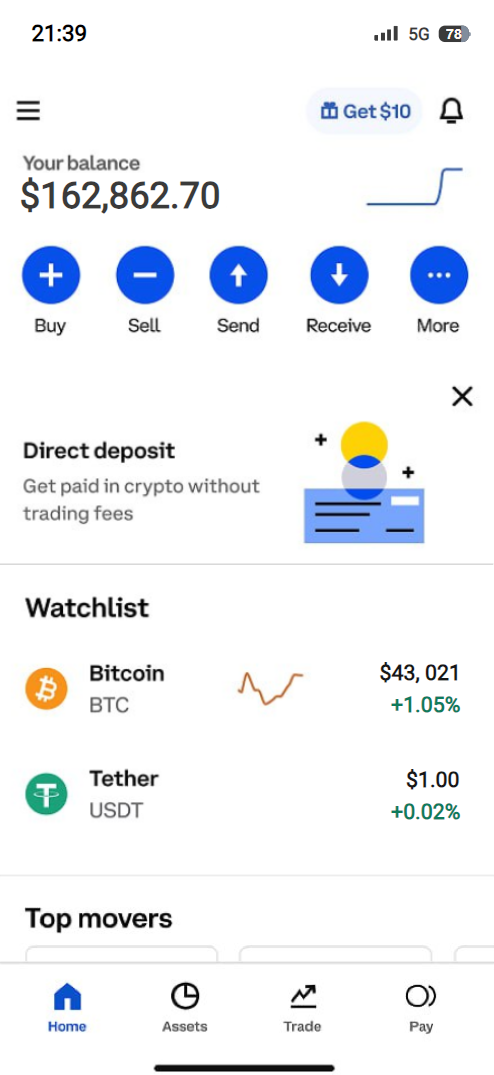 21:39
5G
78
Get $10
Your balance
$162,862.70
Buy
Sell
Send
Receive
More
Direct deposit
Get paid in crypto without
trading fees
Watchlist
Bitcoin
$43, 021
BTC
+1.05%
Tether
$1.00
USDT
+0.02%
Top movers
Home
Assets
Trade
Pay